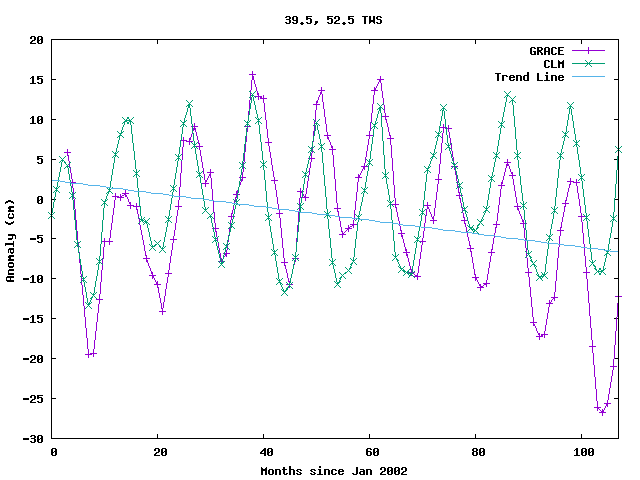 39.5, 52.5 TWS
GRACE
CLM
Trend Line
20
15
10
5
0
-5
-10
-15
-20
-25
-30
Anomaly (cm)
0 20 40 60 80 100
Months since Jan 2002